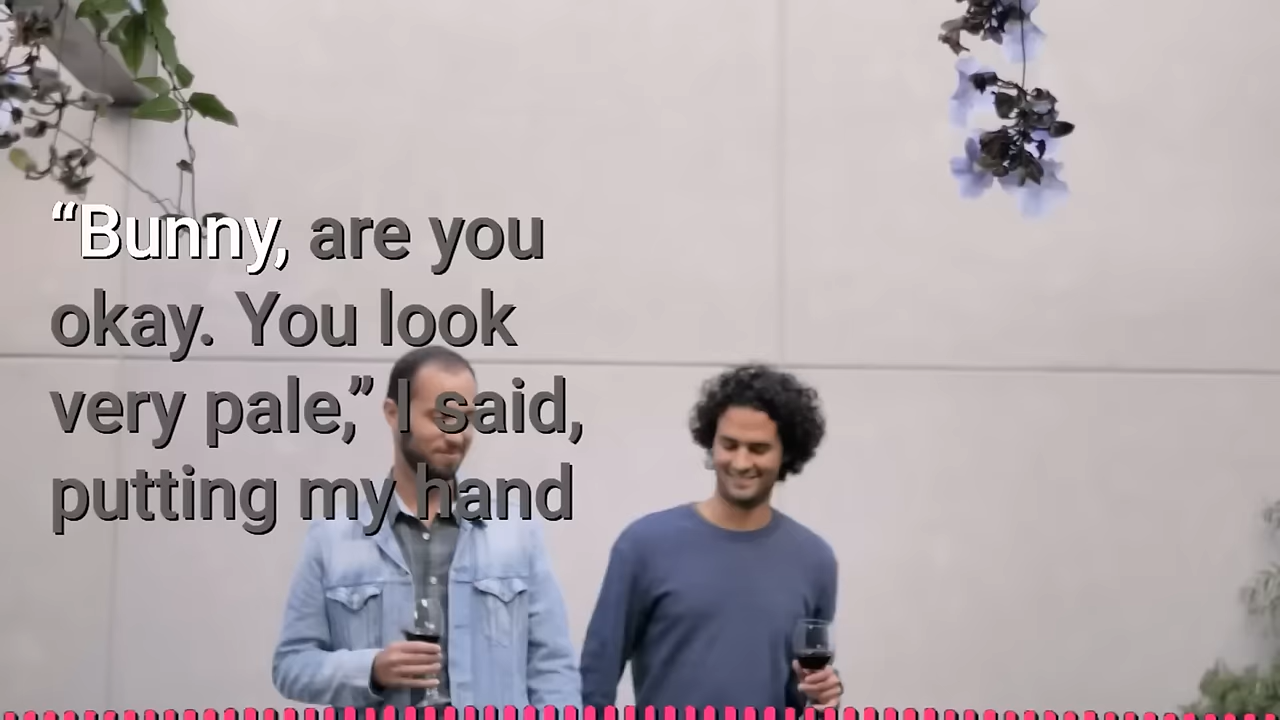 “Bunny, are you
okay. You look
very pale,” I said,
putting my hand